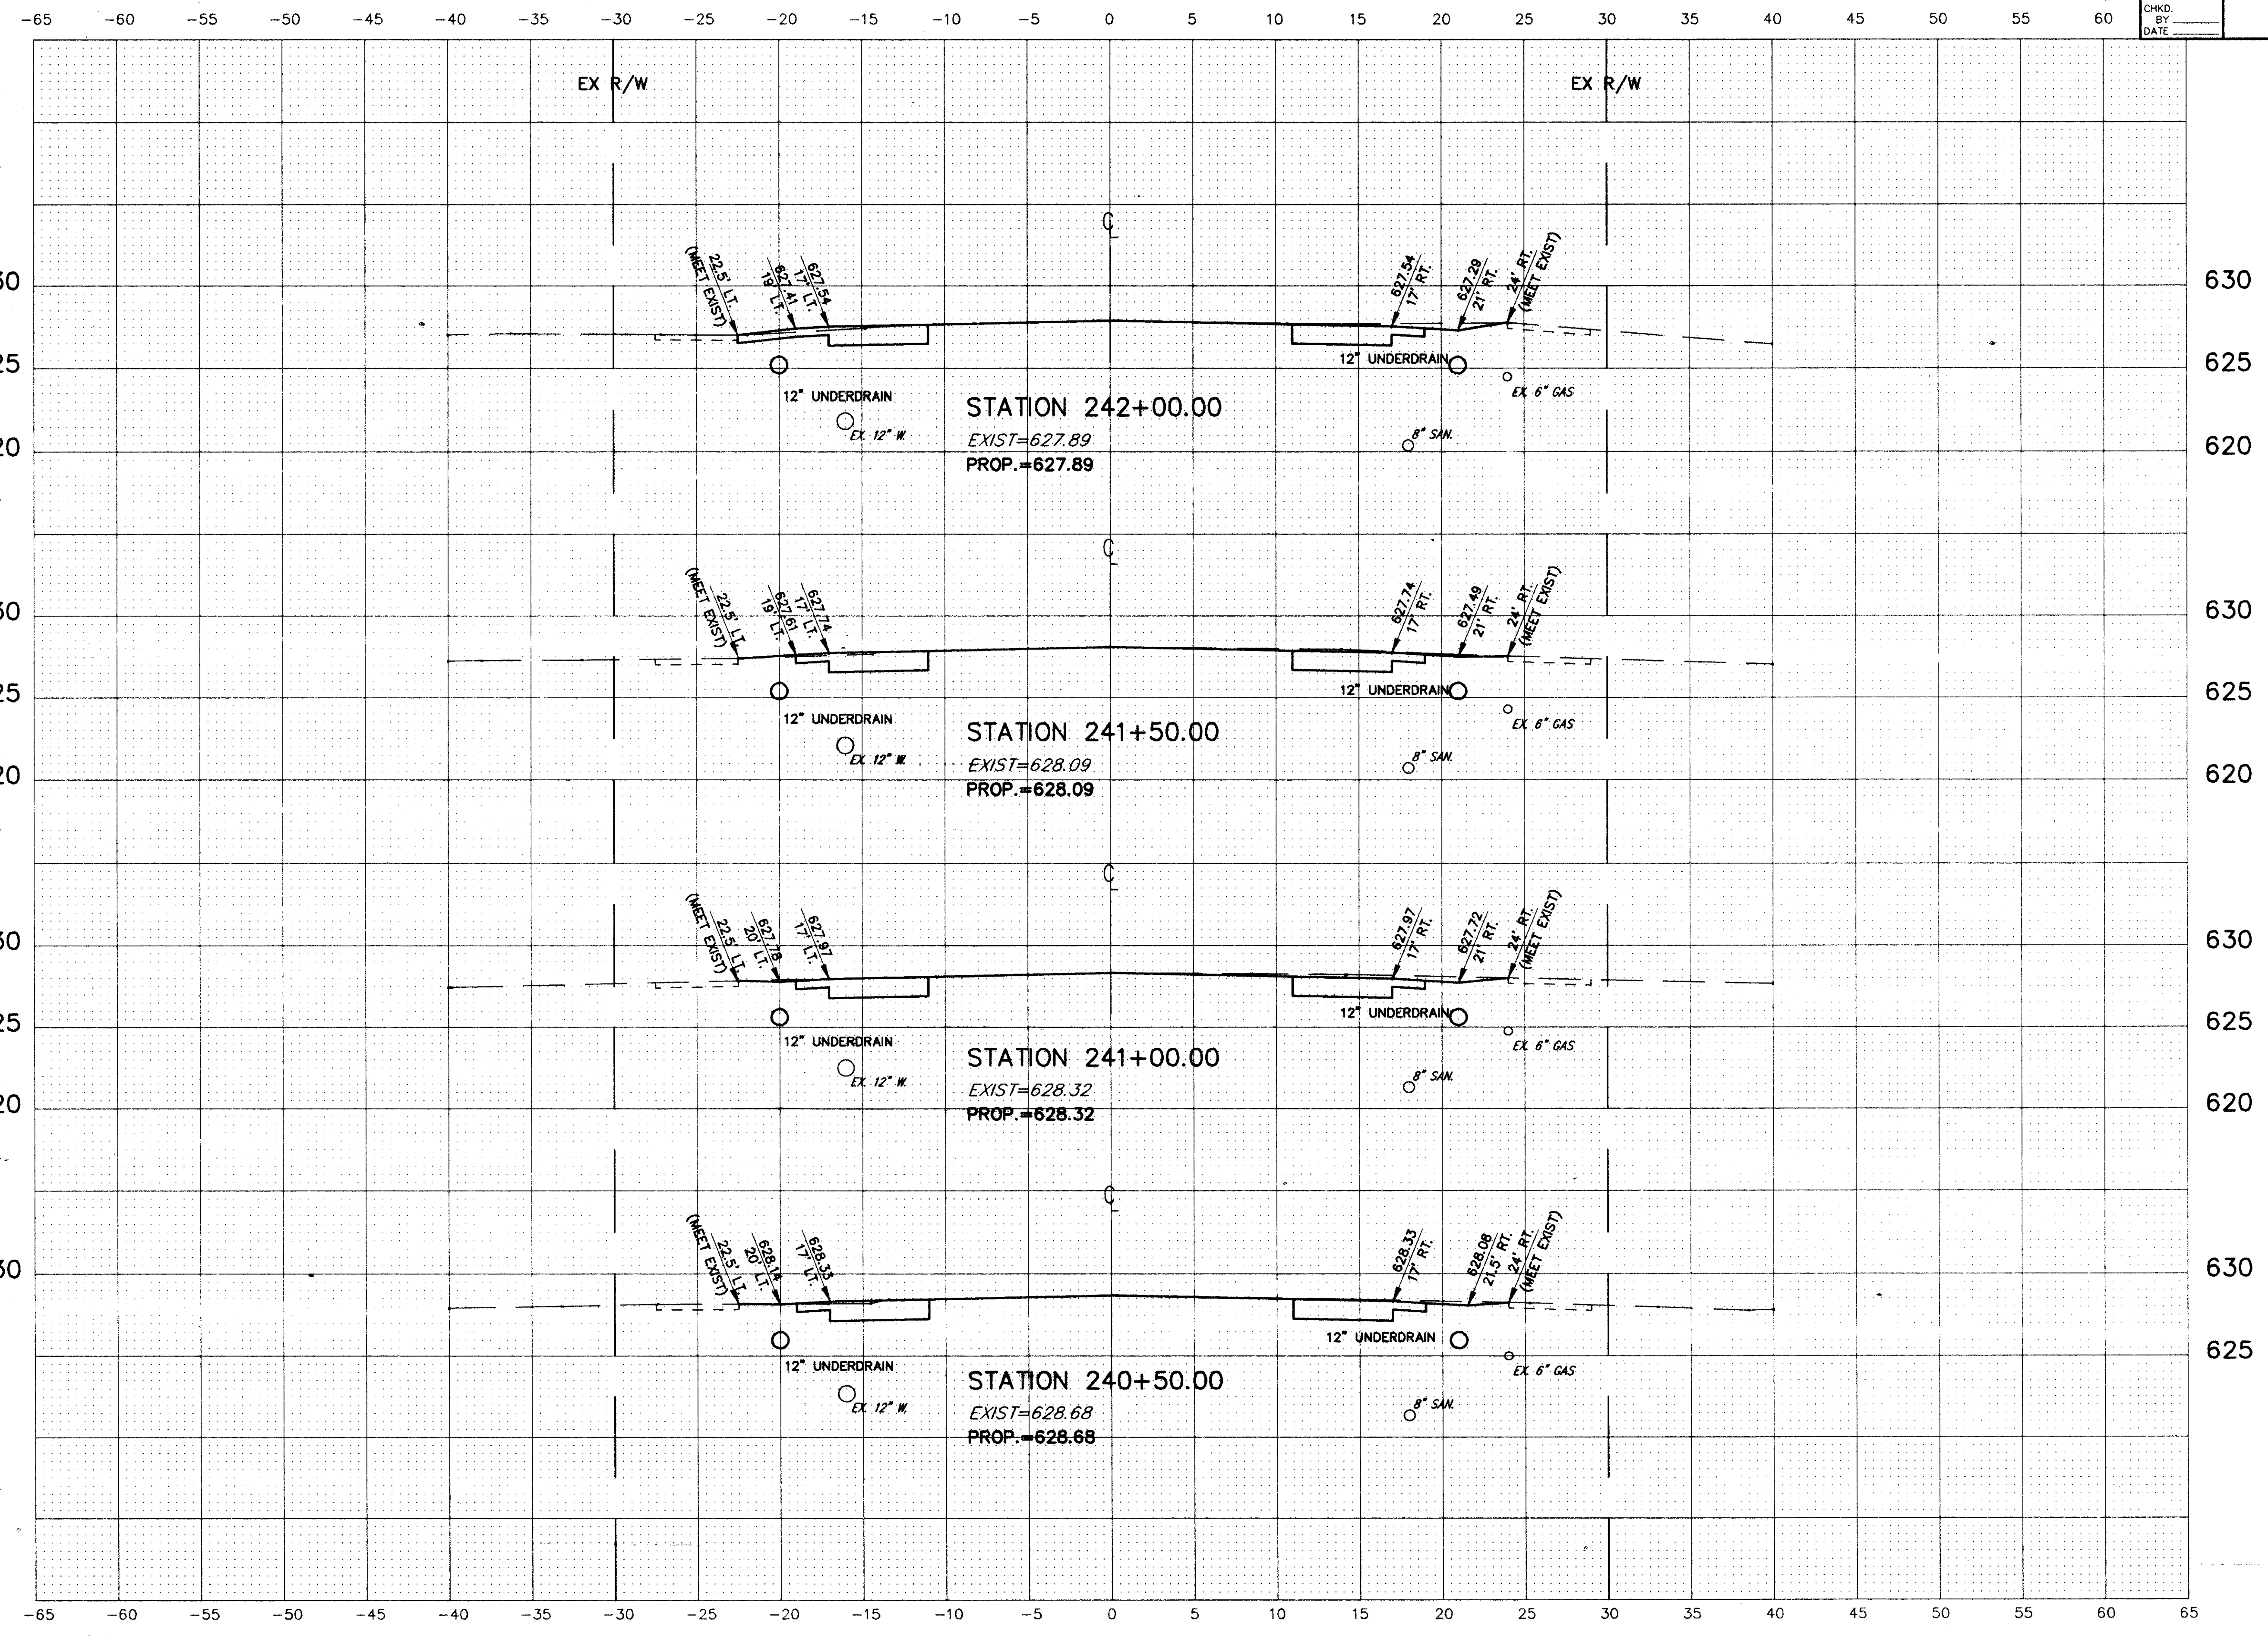 -65 -60 -55 -50 -45 -40 -35 -30 -25 -20 -15 -10 -5 0 5 10 15 20 25 30 35 40 45 50 55 60
CHKD.
BY
DATE
EX R/W EX R/W
22.5' LT.
(MEET EXIST)
627.41
19' LT.
627.54
17' LT.
627.54
17' RT.
627.29
21' RT.
24' RT.
(MEET EXIST)
30 630
25 625
20 620
12" UNDERDRAIN
12" UNDERDRAIN
EX. 12" W.
8" SAN.
EX. 6" GAS
STATION 242+00.00
EXIST=627.89
PROP.=627.89
22.5' LT.
(MEET EXIST)
627.61
19' LT.
627.74
17' LT.
627.74
17' RT.
627.49
21' RT.
24' RT.
(MEET EXIST)
30 630
25 625
20 620
12" UNDERDRAIN
12" UNDERDRAIN
EX. 12" W.
8" SAN.
EX. 6" GAS
STATION 241+50.00
EXIST=628.09
PROP.=628.09
22.5' LT.
(MEET EXIST)
627.78
20' LT.
627.97
17' LT.
627.97
17' RT.
627.72
21' RT.
24' RT.
(MEET EXIST)
30 630
25 625
20 620
12" UNDERDRAIN
12" UNDERDRAIN
EX. 12" W.
8" SAN.
EX. 6" GAS
STATION 241+00.00
EXIST=628.32
PROP.=628.32
22.5' LT.
(MEET EXIST)
628.14
20' LT.
628.33
17' LT.
628.33
17' RT.
628.08
21.5' RT.
24' RT.
(MEET EXIST)
30 630
625
12" UNDERDRAIN
12" UNDERDRAIN
EX. 12" W.
8" SAN.
EX. 6" GAS
STATION 240+50.00
EXIST=628.68
PROP.=628.68
-65 -60 -55 -50 -45 -40 -35 -30 -25 -20 -15 -10 -5 0 5 10 15 20 25 30 35 40 45 50 55 60 65